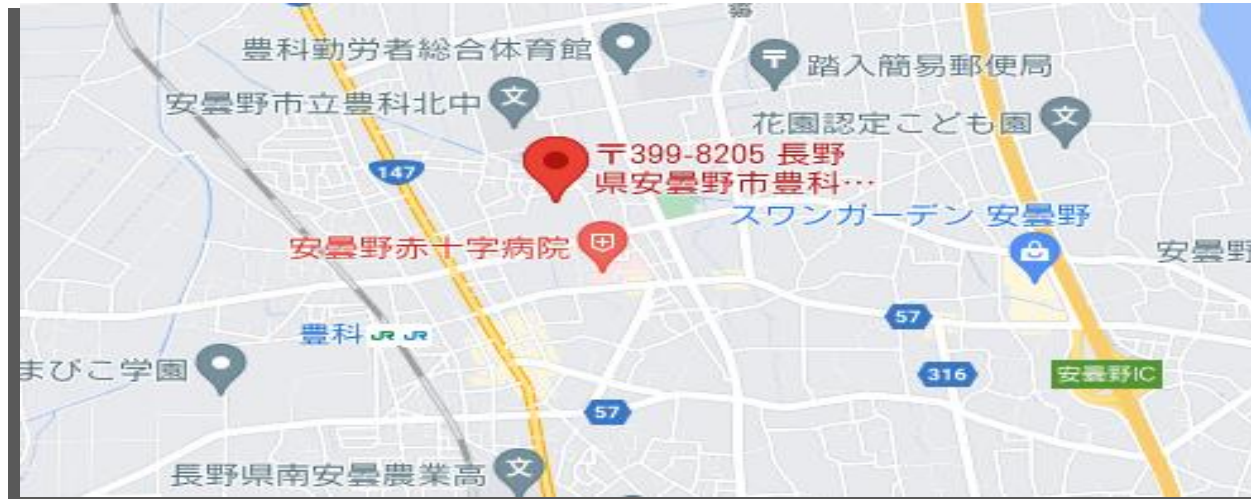 豊科勤労者総合体育館
踏入簡易郵便局
安曇野市立豊科北中
花園認定こども園
147
〒399-8205 長野
県安曇野市豊科…
スワンガーデン 安曇野
安曇野赤十字病院
安曇野
57
豊科 JR JR
まびこ学園
316
安曇野IC
57
長野県南安曇農業高